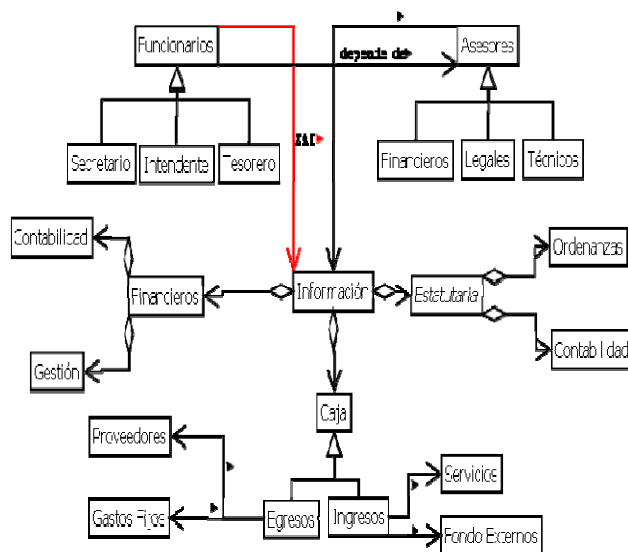 Funcionarios
Asesores
depende de
Secretario
Intendente
Tesorero
Financieros
Legales
Técnicos
Contabilidad
Ordenanzas
Financieros
Información
Estatutaria
Gestión
Contabilidad
Caja
Proveedores
Servicios
Gastos Fijos
Egresos
Ingresos
Fondo Externos